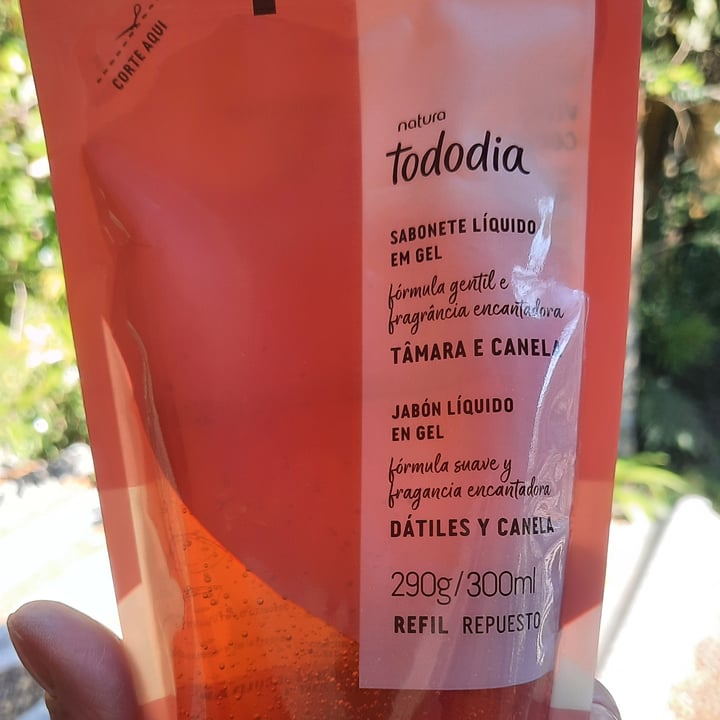 CORTE AQUI
natura
tododia
SABONETE LÍQUIDO
EM GEL
fórmula gentil e
fragrância encantadora
TÂMARA E CANELA
JABÓN LÍQUIDO
EN GEL
fórmula suave y
fragancia encantadora
DÁTILES Y CANELA
290g/300ml
REFIL REPUESTO